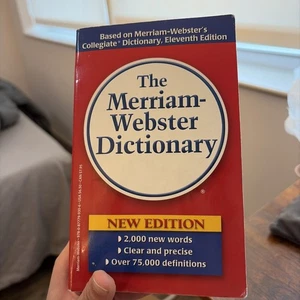 Based on Merriam-Webster's
Collegiate® Dictionary, Eleventh Edition
The
Merriam-
Webster
Dictionary
®
NEW EDITION
2,000 new words
Clear and precise
Over 75,000 definitions